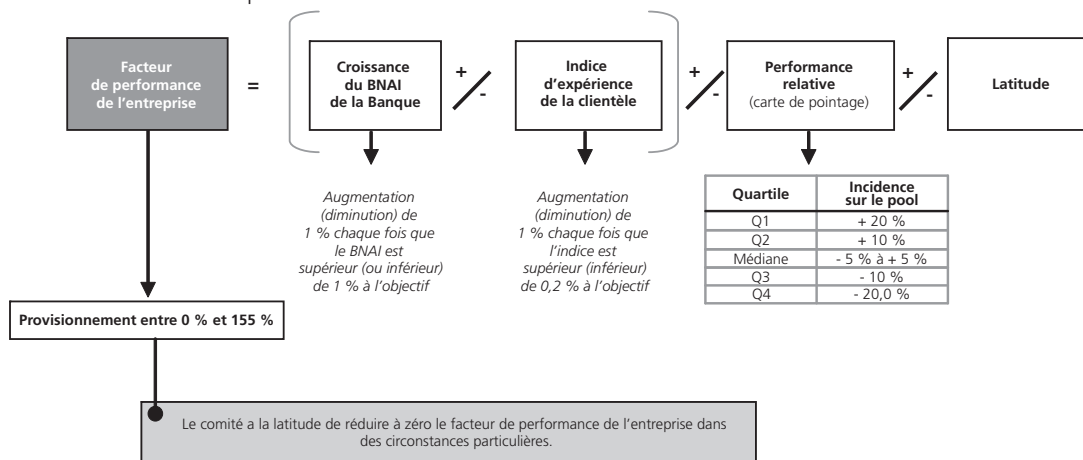 Facteur
de performance
de l'entreprise
=
Croissance
du BNAI
de la Banque
+
-
Indice
d'expérience
de la clientèle
+
-
Performance
relative
(carte de pointage)
+
-
Latitude
Augmentation
(diminution) de
1 % chaque fois que
le BNAI est
supérieur (ou inférieur)
de 1 % à l'objectif
Augmentation
(diminution) de
1 % chaque fois que
l'indice est
supérieur (inférieur)
de 0,2 % à l'objectif
Quartile Incidence
sur le pool
Q1 + 20 %
Q2 + 10 %
Médiane - 5 % à + 5 %
Q3 - 10 %
Q4 - 20,0 %
Provisionnement entre 0 % et 155 %
Le comité a la latitude de réduire à zéro le facteur de performance de l'entreprise dans
des circonstances particulières.